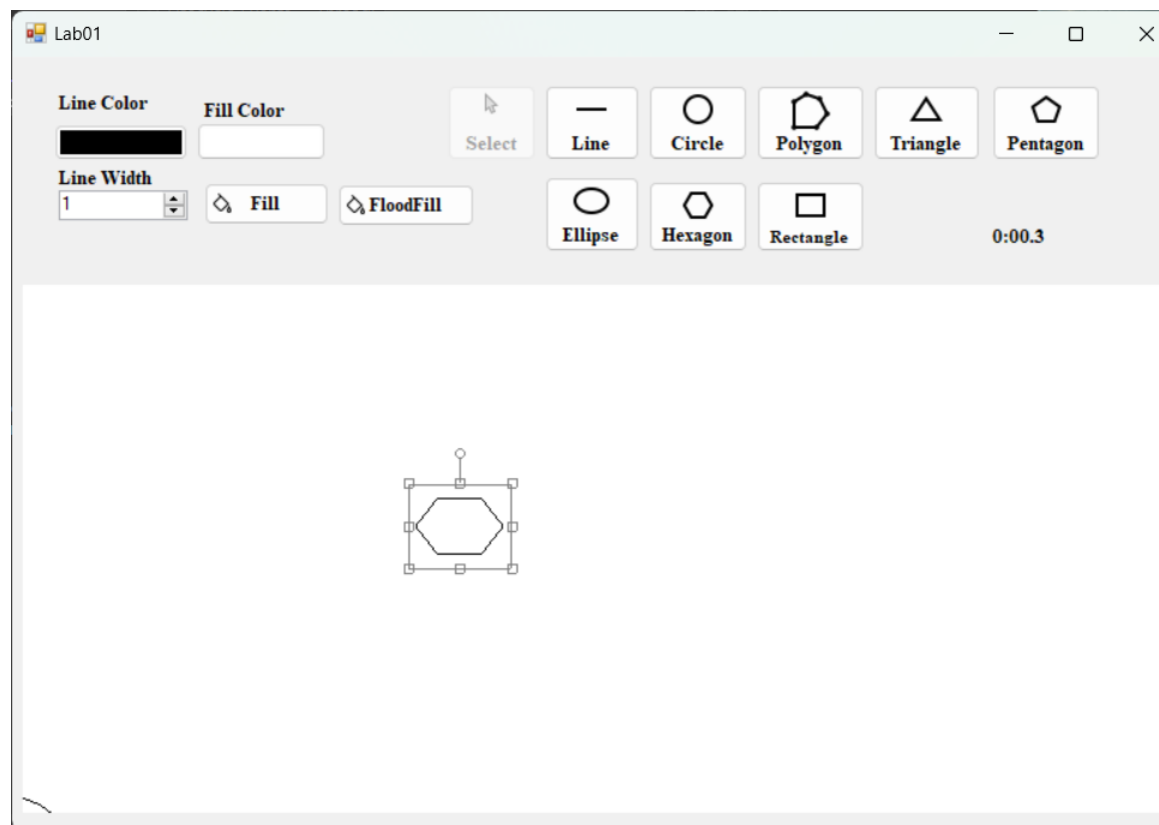 Lab01
Line Color
Fill Color
Select
Line
Circle
Polygon
Triangle
Pentagon
Line Width
1
Fill
FloodFill
Ellipse
Hexagon
Rectangle
0:00.3